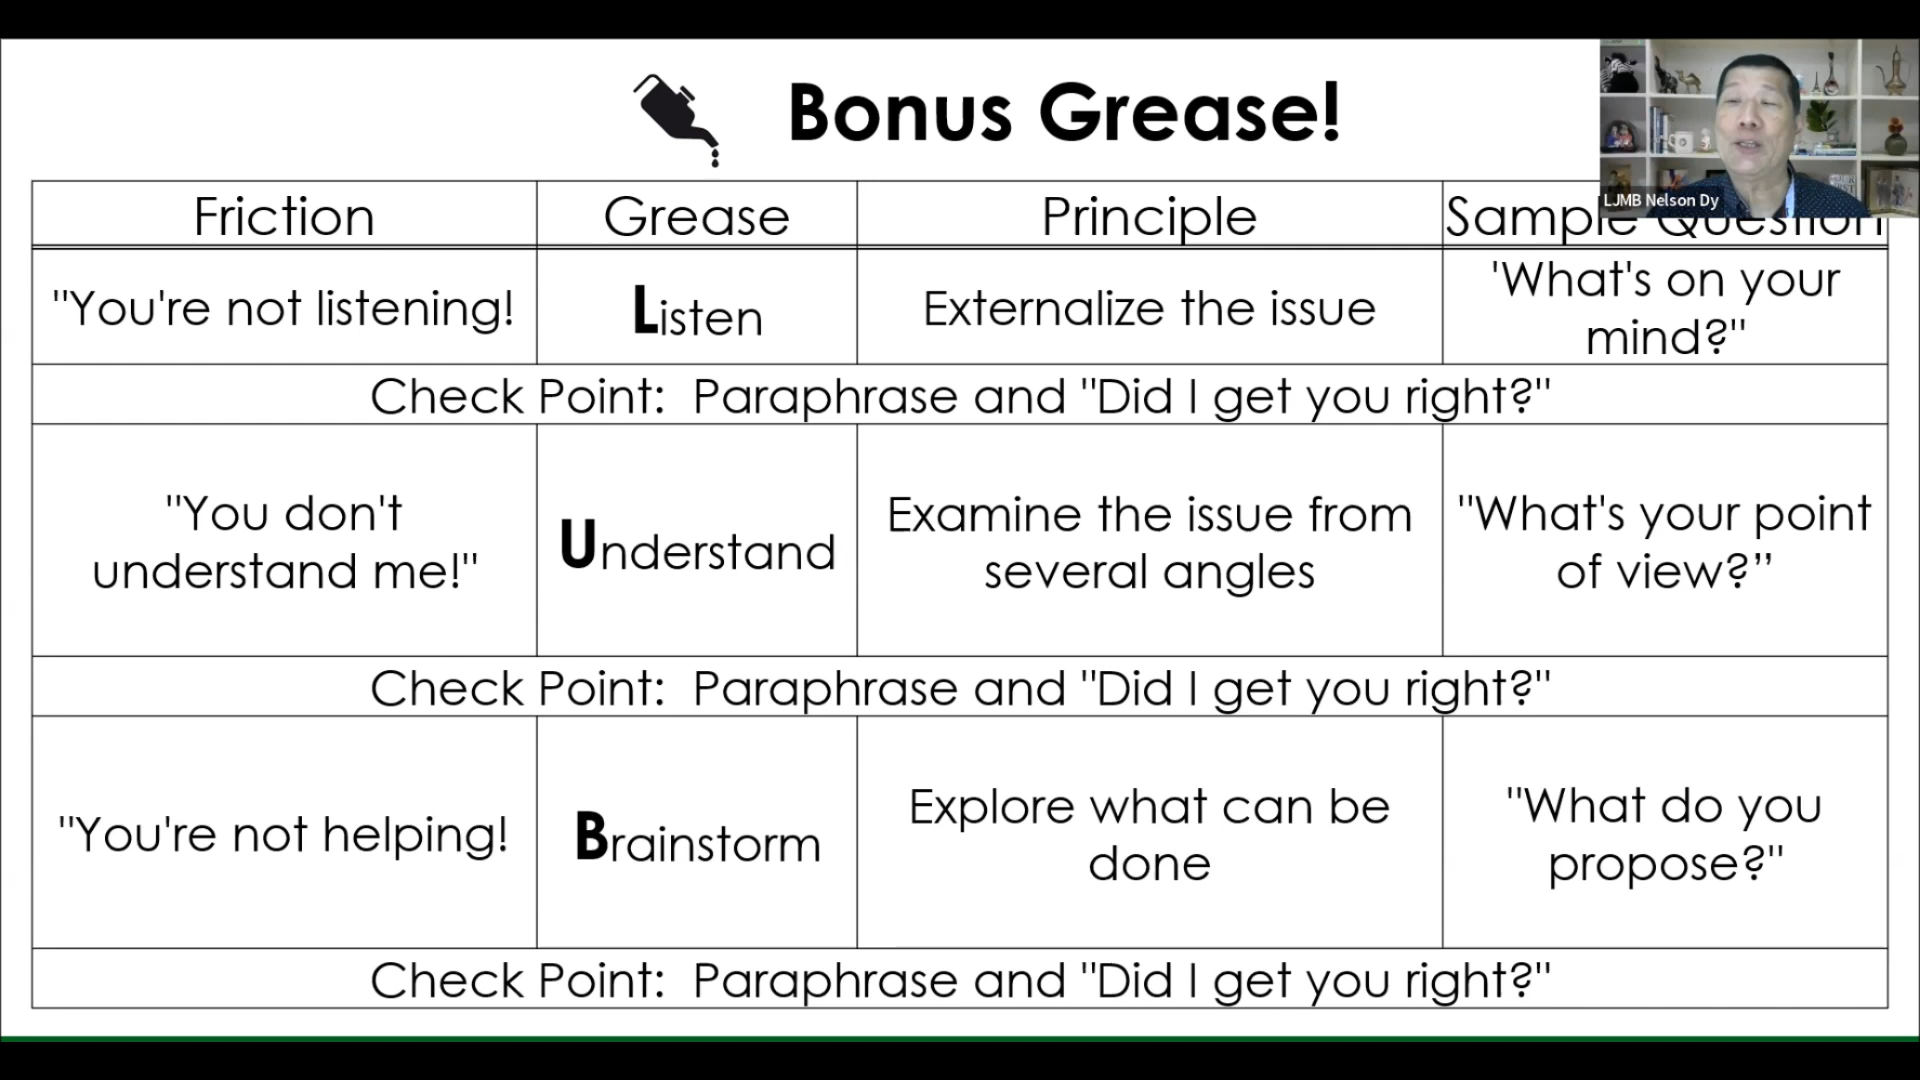 Bonus Grease!
LJMB Nelson Dy
Friction Grease Principle Sample Question
"You're not listening! Listen Externalize the issue 'What's on your
mind?"
Check Point: Paraphrase and "Did I get you right?"
"You don't
understand me!" Understand Examine the issue from
several angles "What's your point
of view?”
Check Point: Paraphrase and "Did I get you right?"
"You're not helping! Brainstorm Explore what can be
done "What do you
propose?"
Check Point: Paraphrase and "Did I get you right?"